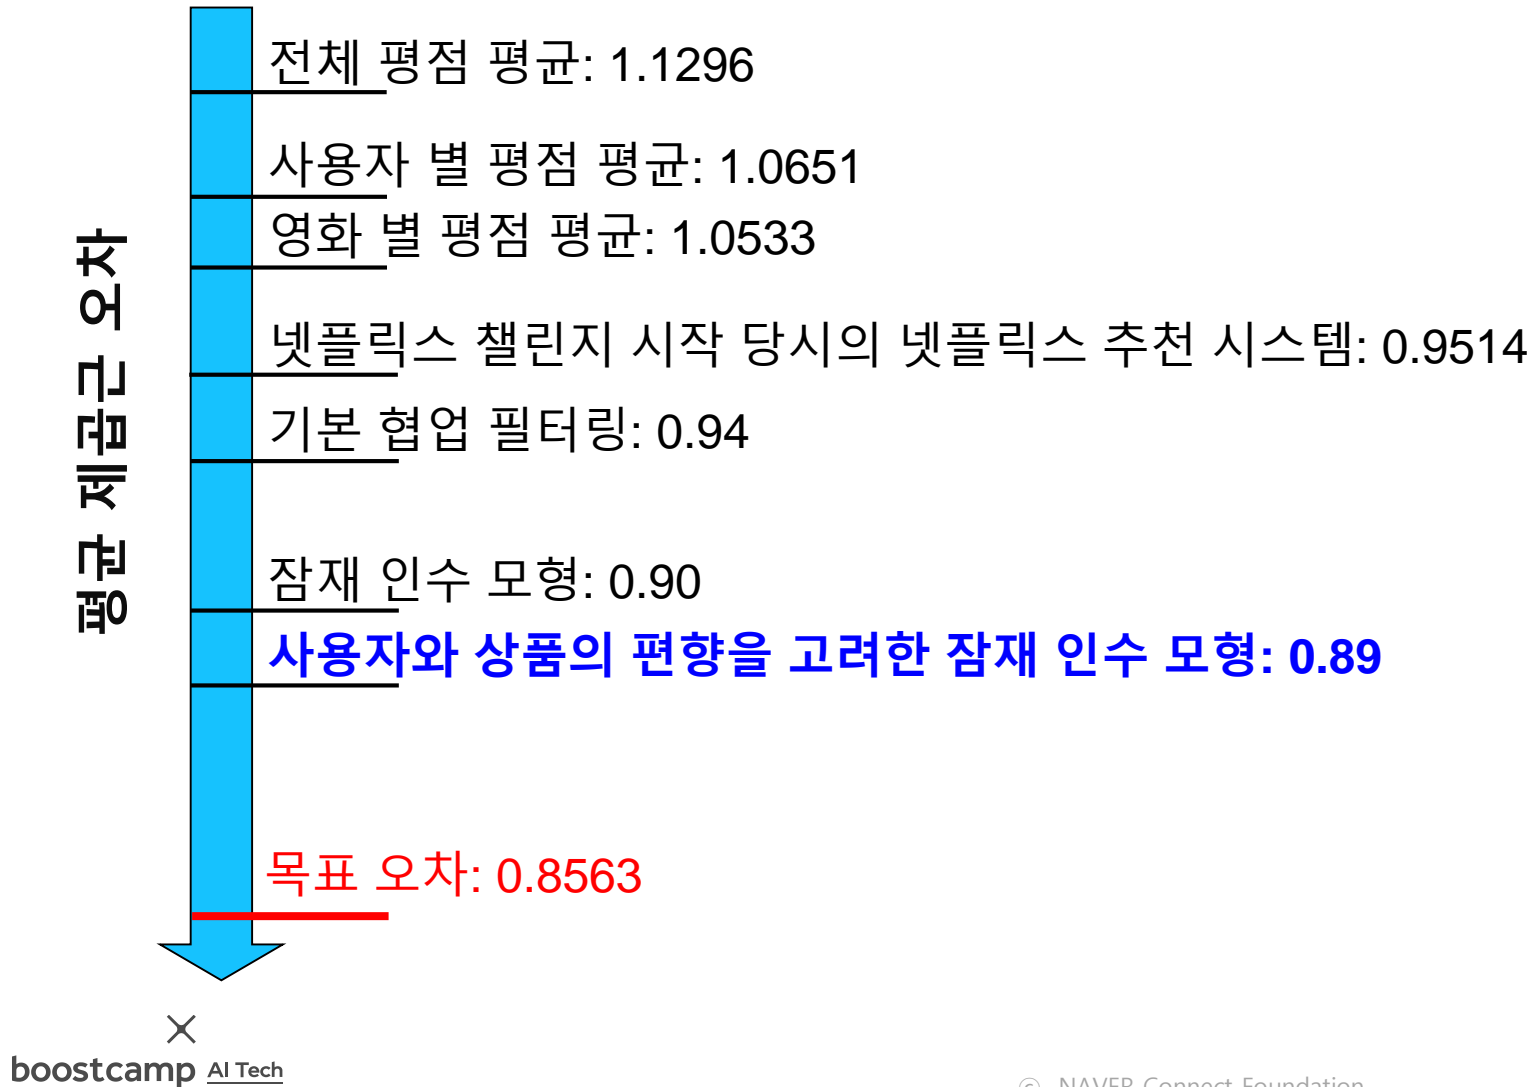 전체 평점 평균: 1.1296
사용자 별 평점 평균: 1.0651
영화 별 평점 평균: 1.0533
넷플릭스 챌린지 시작 당시의 넷플릭스 추천 시스템: 0.9514
기본 협업 필터링: 0.94
평균 제곱근 오차
잠재 인수 모형: 0.90
사용자와 상품의 편향을 고려한 잠재 인수 모형: 0.89
목표 오차: 0.8563
boostcamp AI Tech
© NAVER Connect Foundation